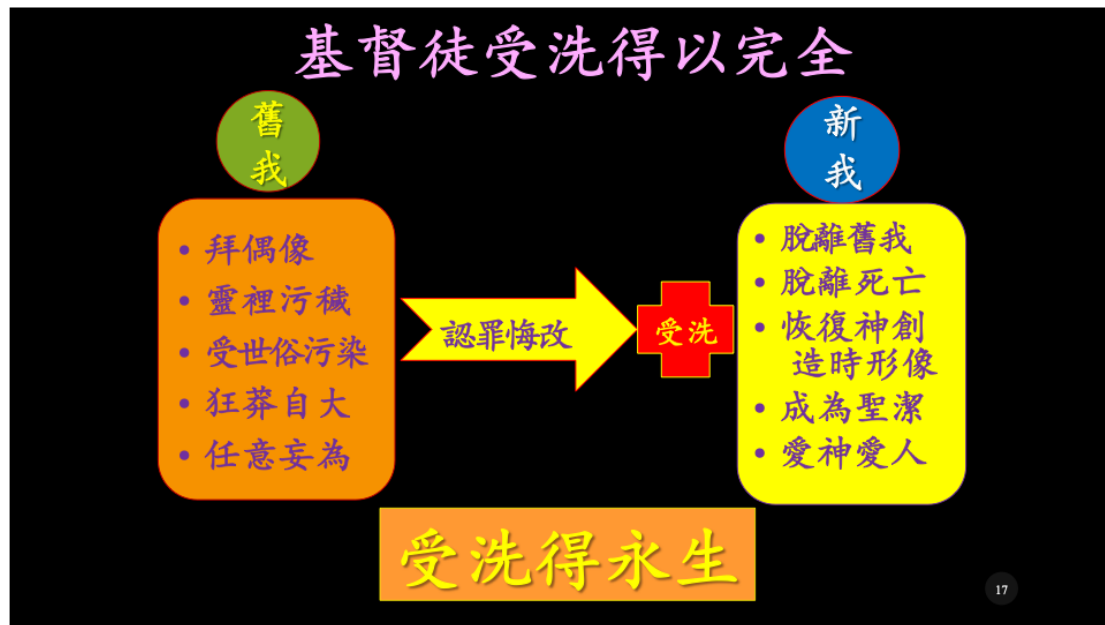 基督徒受洗得以完全
舊
我
• 拜偶像
• 靈裡污穢
• 受世俗污染
• 狂莽自大
• 任意妄為
認罪悔改
受洗
新
我
• 脫離舊我
• 脫離死亡
• 恢復神創
造時形像
• 成為聖潔
• 愛神愛人
受洗得永生
17